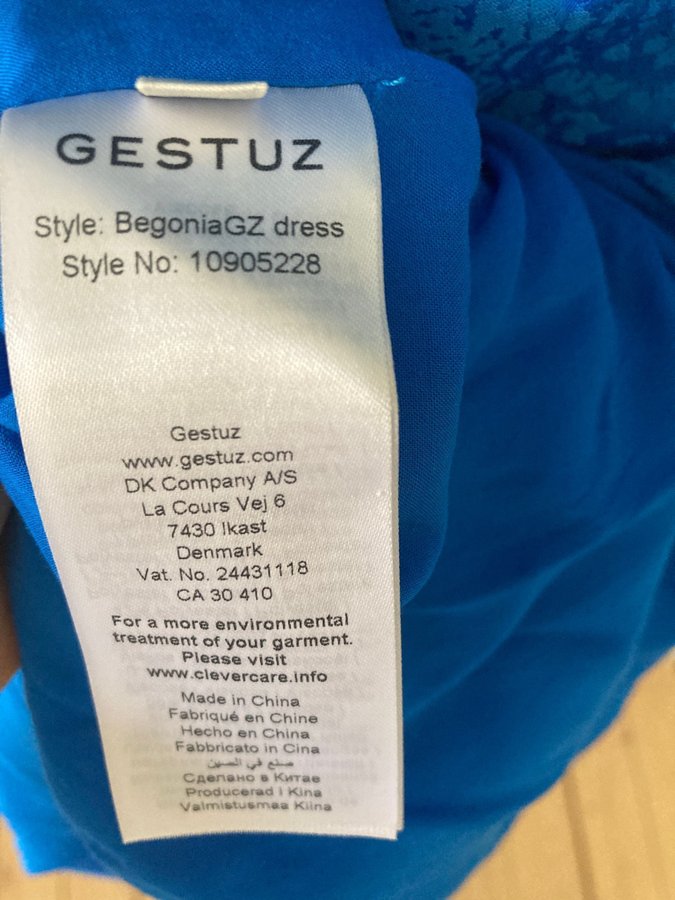 GESTUZ
Style: BegoniaGZ dress
Style No: 10905228
Gestuz
www.gestuz.com
DK Company A/S
La Cours Vej 6
7430 Ikast
Denmark
Vat. No. 24431118
CA 30 410
For a more environmental
treatment of your garment.
Please visit
www.clevercare.info
Made in China
Fabriqué en Chine
Hecho en China
Fabbricato in Cina
صنع في الصين
Сделано в Китае
Producerad i Kina
Valmistusmaa Kiina